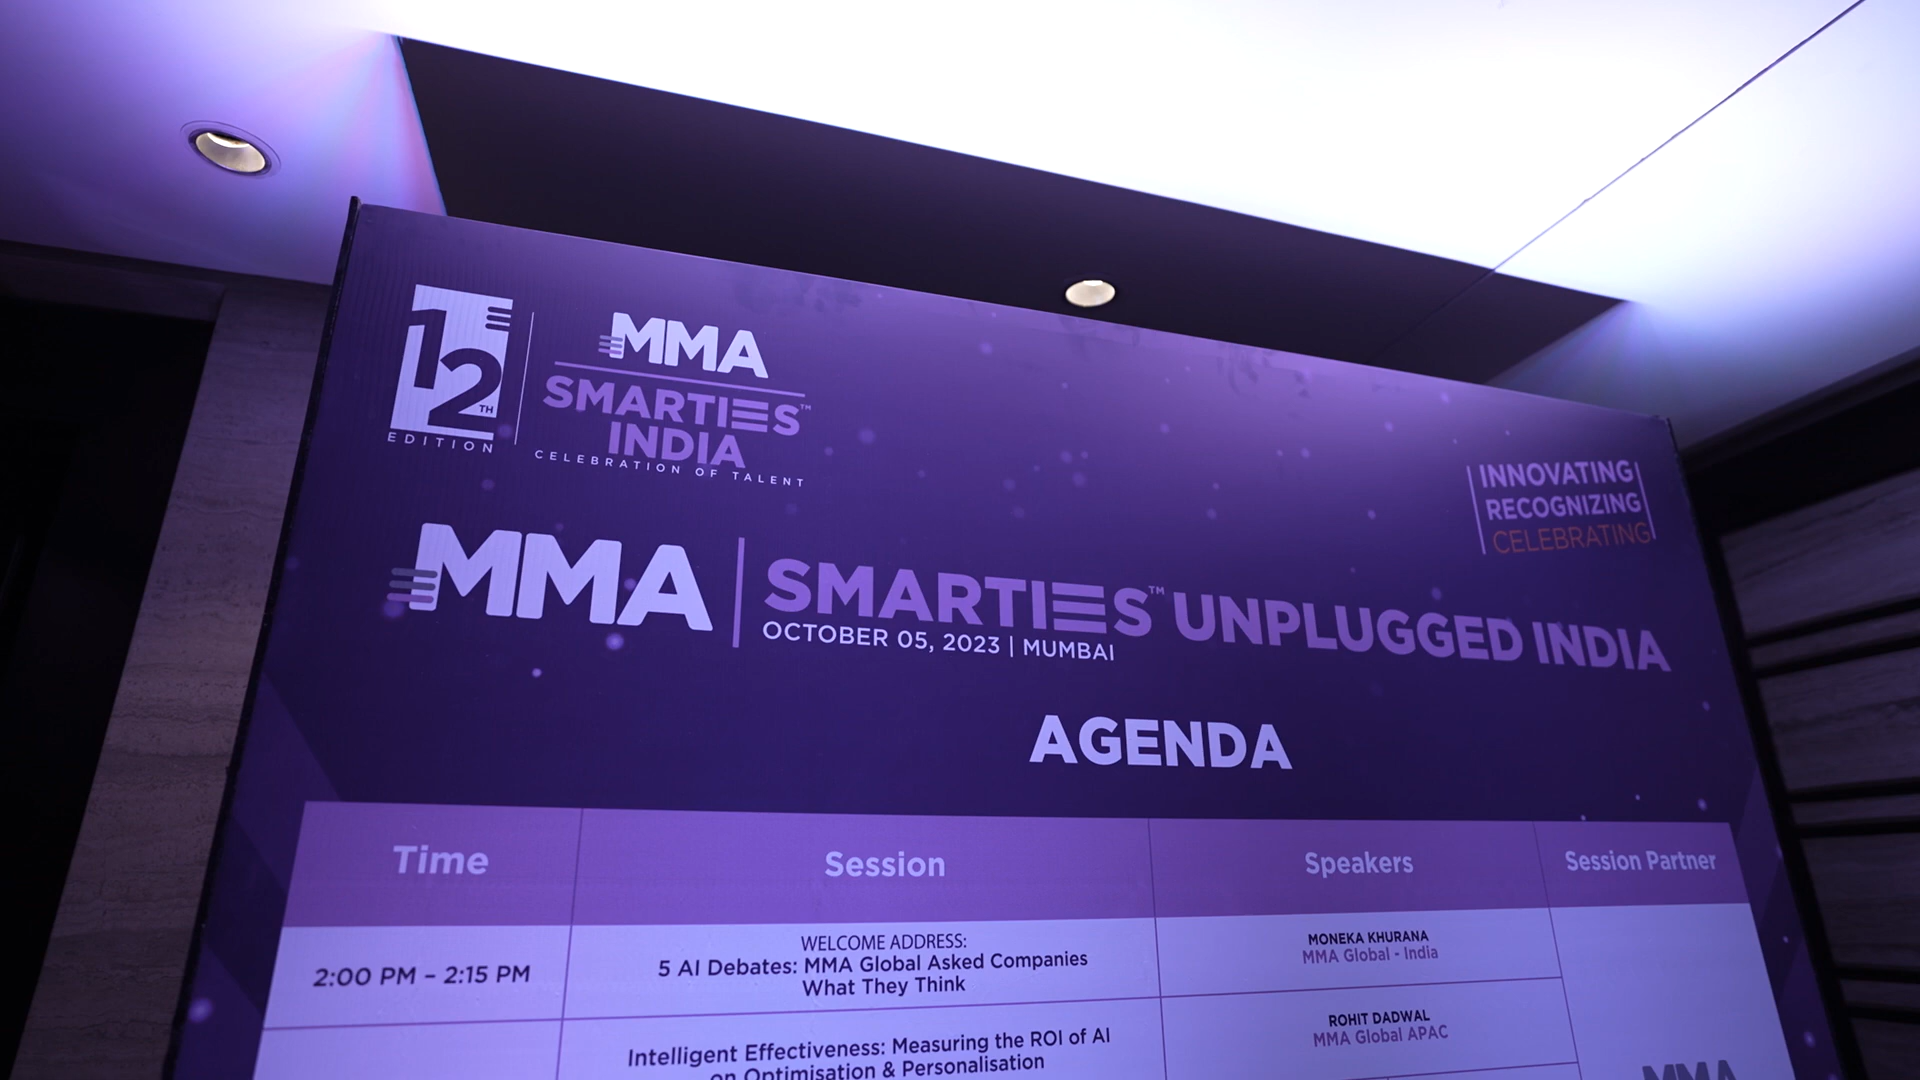 12TH
EDITION
MMA
SMARTIES™
INDIA
CELEBRATION OF TALENT
INNOVATING
RECOGNIZING
CELEBRATING
MMA
SMARTIES™ UNPLUGGED INDIA
OCTOBER 05, 2023 | MUMBAI
AGENDA
Time
Session
Speakers
Session Partner
2:00 PM – 2:15 PM
WELCOME ADDRESS:
5 AI Debates: MMA Global Asked Companies
What They Think
MONEKA KHURANA
MMA Global - India
Intelligent Effectiveness: Measuring the ROI of AI
on Optimisation & Personalisation
ROHIT DADWAL
MMA Global APAC
MMA